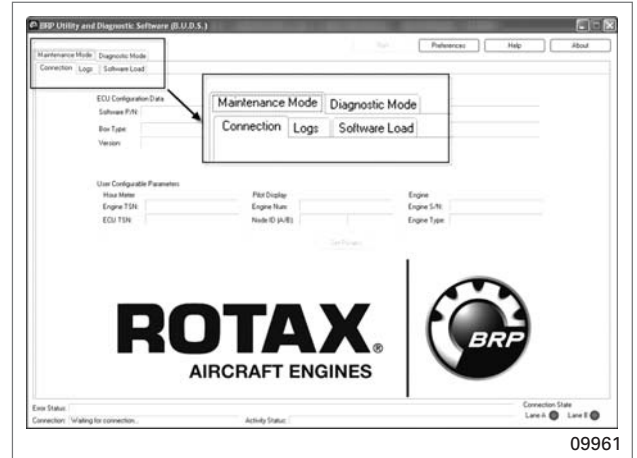 BRP Utility and Diagnostic Software (B.U.D.S.)
Preferences Help About
Maintenance Mode Diagnostic Mode
Connection Logs Software Load
Maintenance Mode Diagnostic Mode
Connection Logs Software Load
ECU Configuration Data
Software P/N:
Box Type:
Version:
User Configurable Parameters
Hour Meter Pilot Display Engine
Engine TSN: Engine Num: Engine S/N:
ECU TSN: Node ID (A/B): Engine Type:
ROTAX®
AIRCRAFT ENGINES
BRP
Error Status:
Connection State
Connection: Waiting for connection... Activity Status: Lane A Lane B
09961